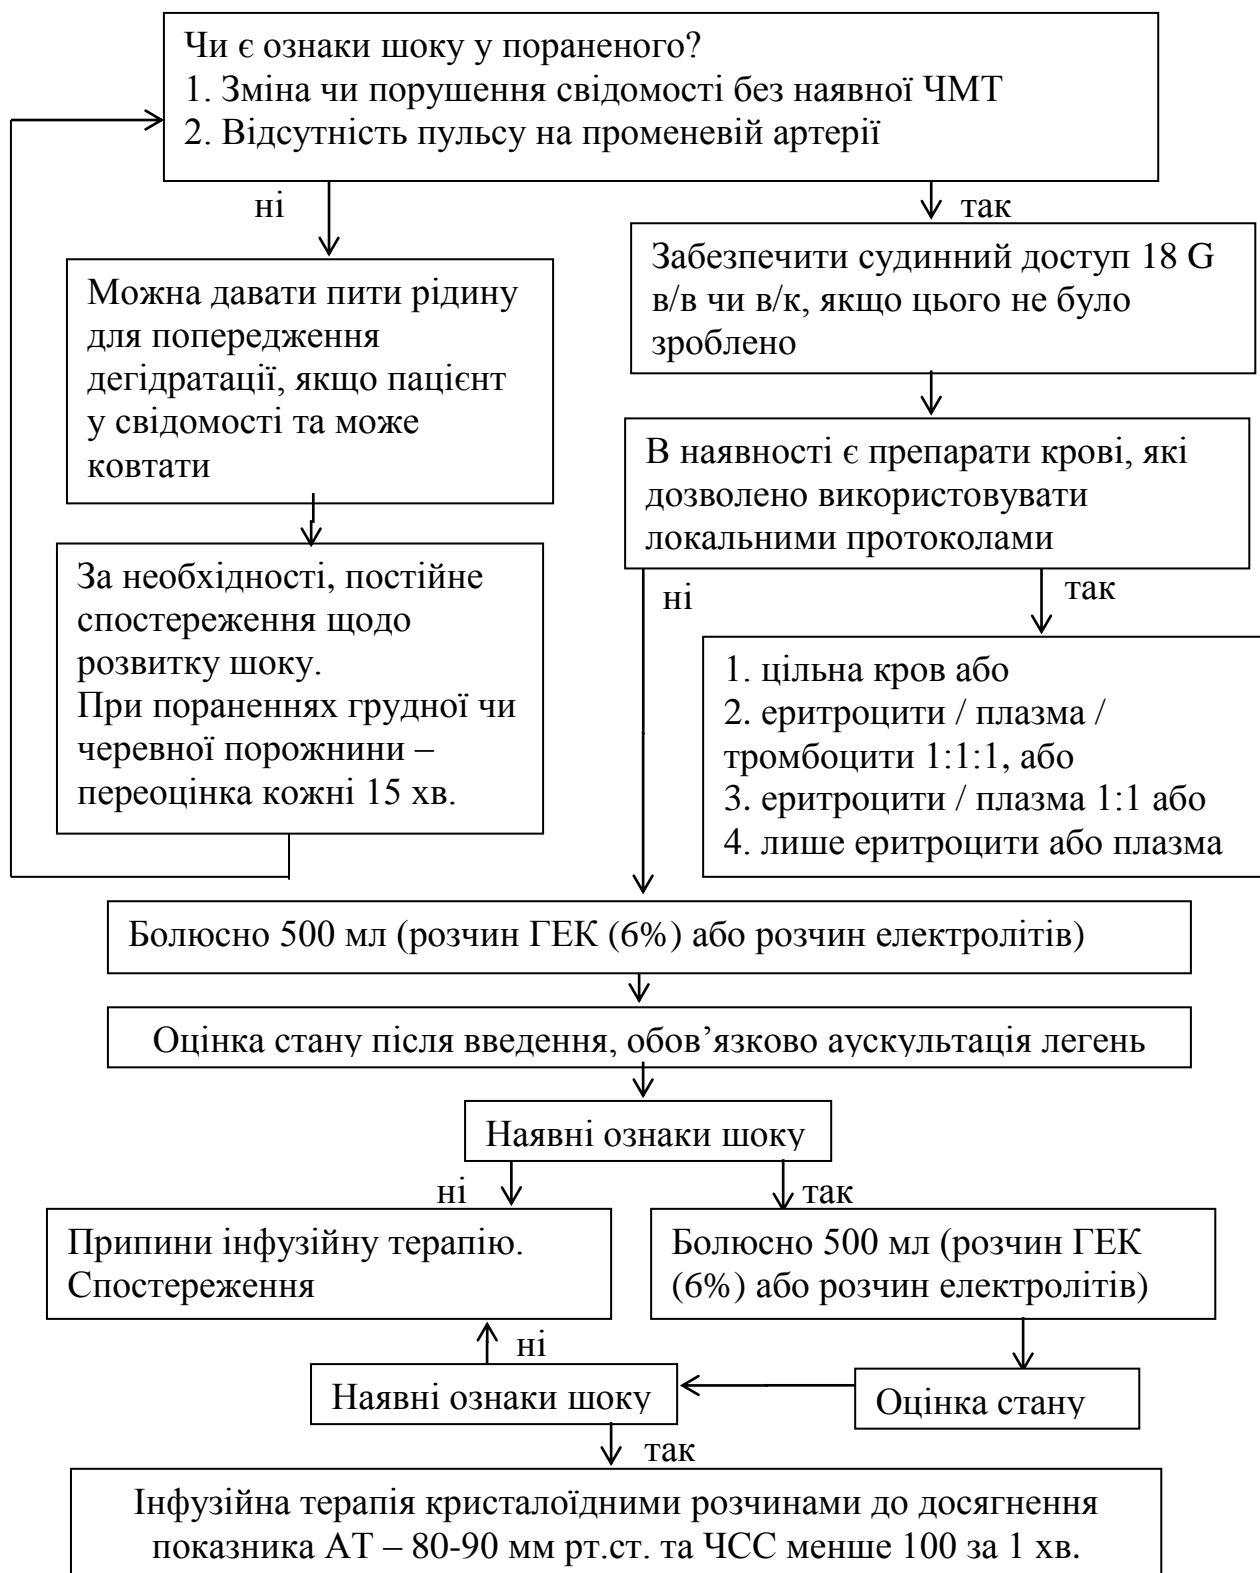 Чи є ознаки шоку у пораненого?
1. Зміна чи порушення свідомості без наявної ЧМТ
2. Відсутність пульсу на променевій артерії
ні
так
Можна давати пити рідину
для попередження
дегідратації, якщо пацієнт
у свідомості та може
ковтати
Забезпечити судинний доступ 18 G
в/в чи в/к, якщо цього не було
зроблено
В наявності є препарати крові, які
дозволено використовувати
локальними протоколами
За необхідності, постійне
спостереження щодо
розвитку шоку.
При пораненнях грудної чи
черевної порожнини –
переоцінка кожні 15 хв.
ні
так
1. цільна кров або
2. еритроцити / плазма /
тромбоцити 1:1:1, або
3. еритроцити / плазма 1:1 або
4. лише еритроцити або плазма
Болюсно 500 мл (розчин ГЕК (6%) або розчин електролітів)
Оцінка стану після введення, обов’язково аускультація легень
Наявні ознаки шоку
ні
так
Припини інфузійну терапію.
Спостереження
Болюсно 500 мл (розчин ГЕК
(6%) або розчин електролітів)
ні
Наявні ознаки шоку
Оцінка стану
так
Інфузійна терапія кристалоїдними розчинами до досягнення
показника АТ – 80-90 мм рт.ст. та ЧСС менше 100 за 1 хв.